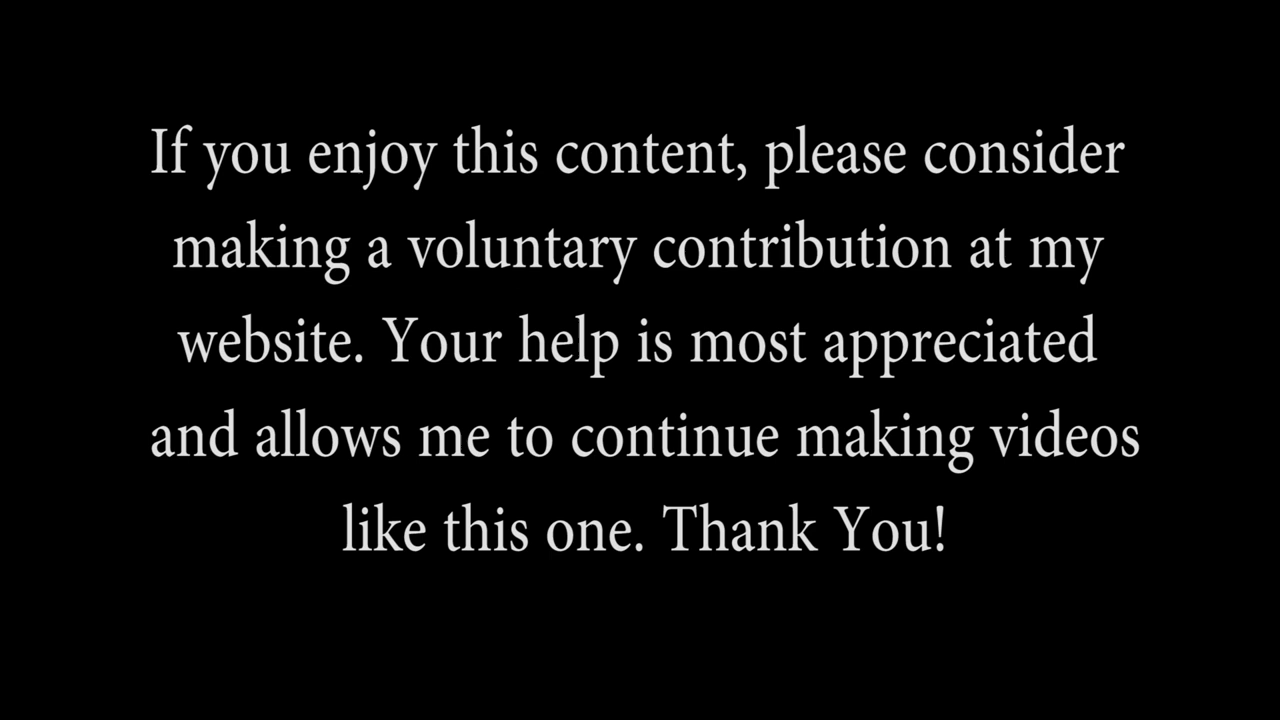 If you enjoy this content, please consider
making a voluntary contribution at my
website. Your help is most appreciated
and allows me to continue making videos
like this one. Thank You!